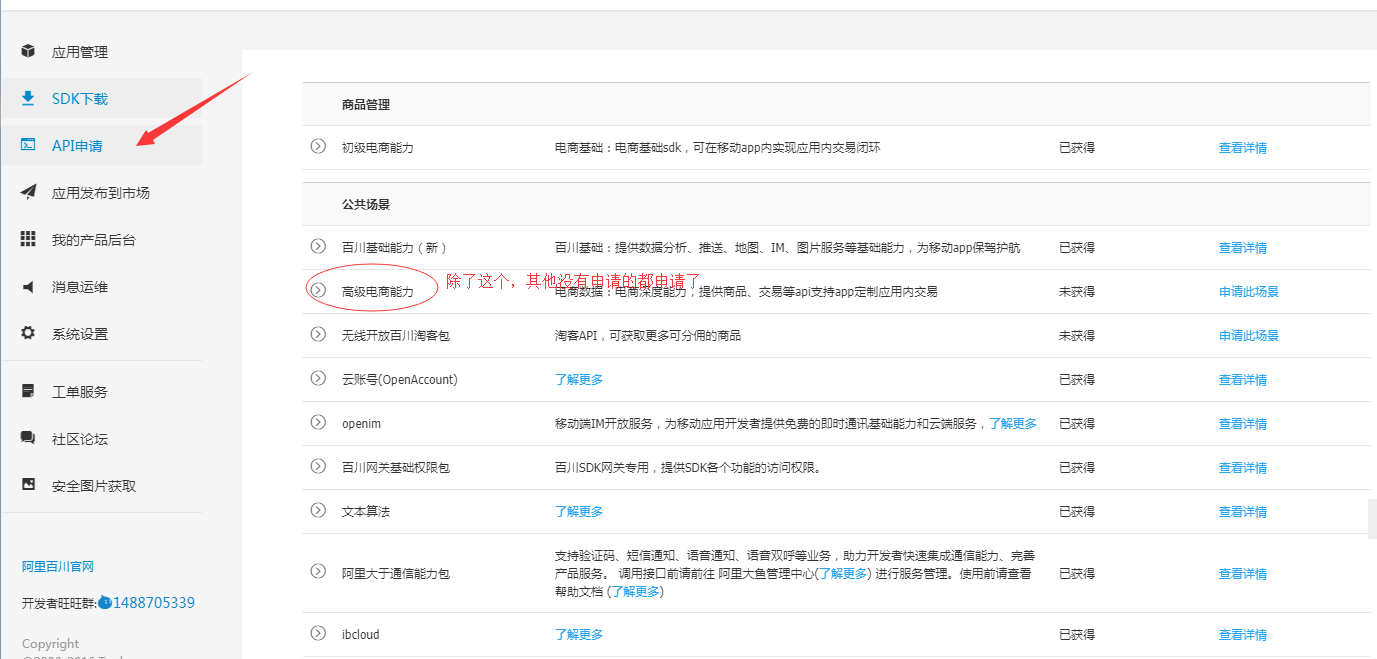 应用管理
SDK下载
API申请
应用发布到市场
我的产品后台
消息运维
系统设置
工单服务
社区论坛
安全图片获取
阿里百川官网
开发者旺旺群:1488705339
Copyright
商品管理
初级电商能力 电商基础：电商基础sdk，可在移动app内实现应用内交易闭环 已获得 查看详情
公共场景
百川基础能力（新） 百川基础：提供数据分析、推送、地图、IM、图片服务等基础能力，为移动app保驾护航 已获得 查看详情
除了这个，其他没有申请的都申请了
高级电商能力 电商数据：电商深度能力，提供商品、交易等api支持app定制应用内交易 未获得 申请此场景
无线开放百川淘客包 淘客API，可获取更多可分佣的商品 未获得 申请此场景
云账号(OpenAccount) 了解更多 已获得 查看详情
openim 移动端IM开放服务，为移动应用开发者提供免费的即时通讯基础能力和云端服务，了解更多 已获得 查看详情
百川网关基础权限包 百川SDK网关专用，提供SDK各个功能的访问权限。 已获得 查看详情
文本算法 了解更多 已获得 查看详情
支持验证码、短信通知、语音通知、语音双呼等业务，助力开发者快速集成通信能力、完善
阿里大于通信能力包 产品服务。 调用接口前请前往 阿里大鱼管理中心(了解更多) 进行服务管理。使用前请查看 已获得 查看详情
帮助文档 (了解更多)
ibcloud 了解更多 已获得 查看详情